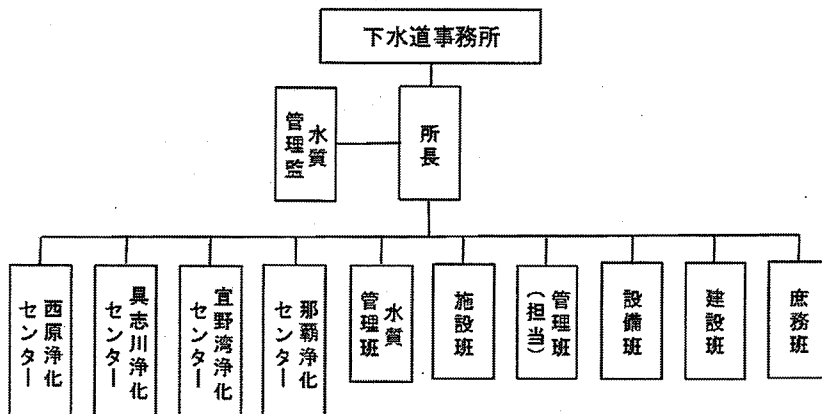 下水道事務所
所長
水質
管理監
庶務班
建設班
設備班
管理班
(担当)
施設班
水質
管理班
那覇浄化
センター
宜野湾浄化
センター
具志川浄化
センター
西原浄化
センター